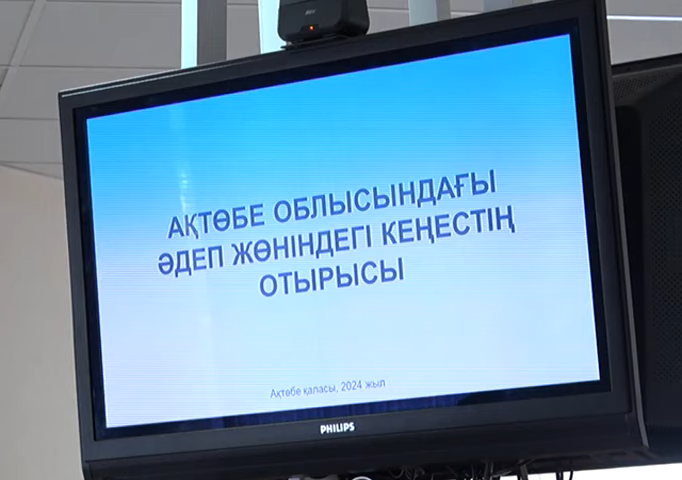 АҚТӨБЕ ОБЛЫСЫНДАҒЫ
ӘДЕП ЖӨНІНДЕГІ КЕҢЕСТІҢ
ОТЫРЫСЫ
Ақтөбе қаласы, 2024 жыл
PHILIPS